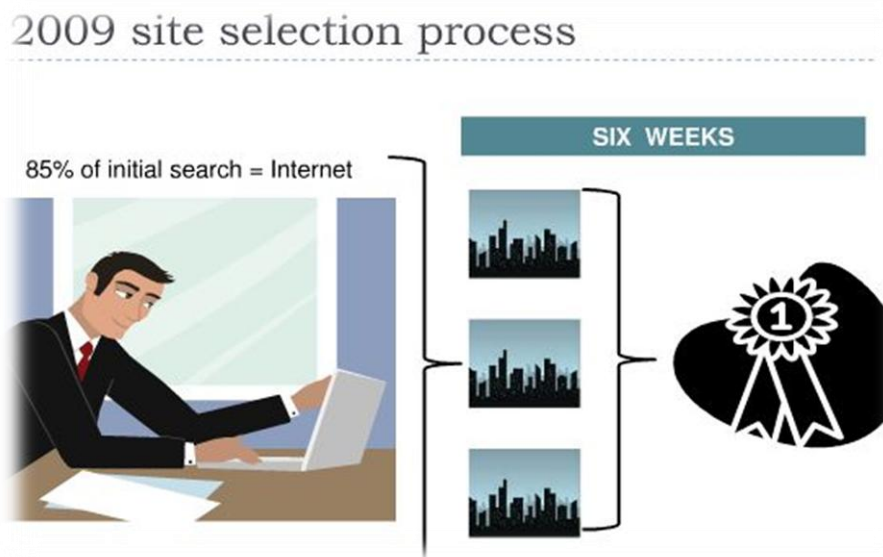 2009 site selection process
SIX WEEKS
85% of initial search = Internet
1